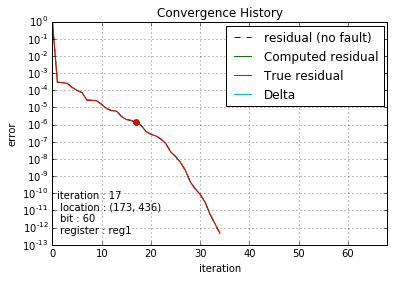 Convergence History
10^0
10^-1
10^-2
10^-3
10^-4
10^-5
10^-6
10^-7
10^-8
10^-9
10^-10
10^-11
10^-12
10^-13
error
residual (no fault)
Computed residual
True residual
Delta
iteration : 17
location : (173, 436)
bit : 60
register : reg1
0 10 20 30 40 50 60
iteration